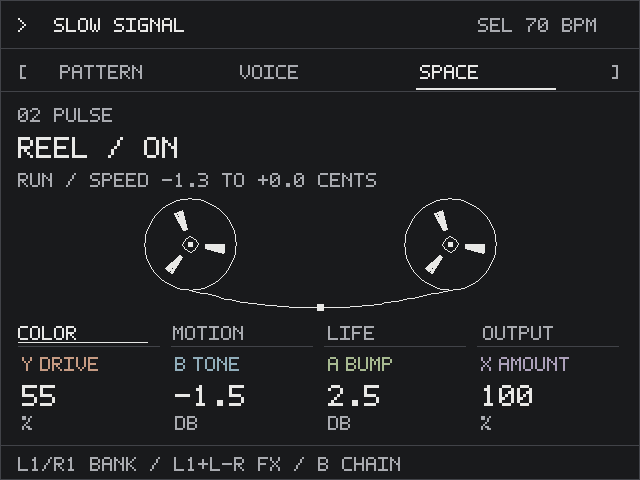 > SLOW SIGNAL SEL 70 BPM
[ PATTERN VOICE SPACE ]
02 PULSE
REEL / ON
RUN / SPEED -1.3 TO +0.0 CENTS
COLOR MOTION LIFE OUTPUT
Y DRIVE B TONE A BUMP X AMOUNT
55 -1.5 2.5 100
% DB DB %
L1/R1 BANK / L1+L-R FX / B CHAIN